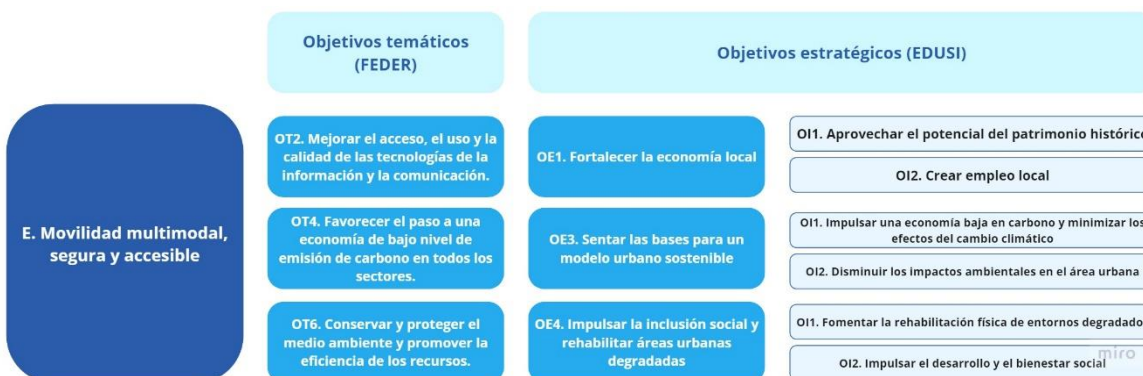 Objetivos temáticos
(FEDER)
Objetivos estratégicos (EDUSI)
E. Movilidad multimodal,
segura y accesible
OT2. Mejorar el acceso, el uso y la
calidad de las tecnologías de la
información y la comunicación.
OE1. Fortalecer la economía local
OI1. Aprovechar el potencial del patrimonio histórico
OI2. Crear empleo local
OT4. Favorecer el paso a una
economía de bajo nivel de
emisión de carbono en todos los
sectores.
OE3. Sentar las bases para un
modelo urbano sostenible
OI1. Impulsar una economía baja en carbono y minimizar los
efectos del cambio climático
OI2. Disminuir los impactos ambientales en el área urbana
OT6. Conservar y proteger el
medio ambiente y promover la
eficiencia de los recursos.
OE4. Impulsar la inclusión social y
rehabilitar áreas urbanas
degradadas
OI1. Fomentar la rehabilitación física de entornos degradado
OI2. Impulsar el desarrollo y el bienestar social
miro